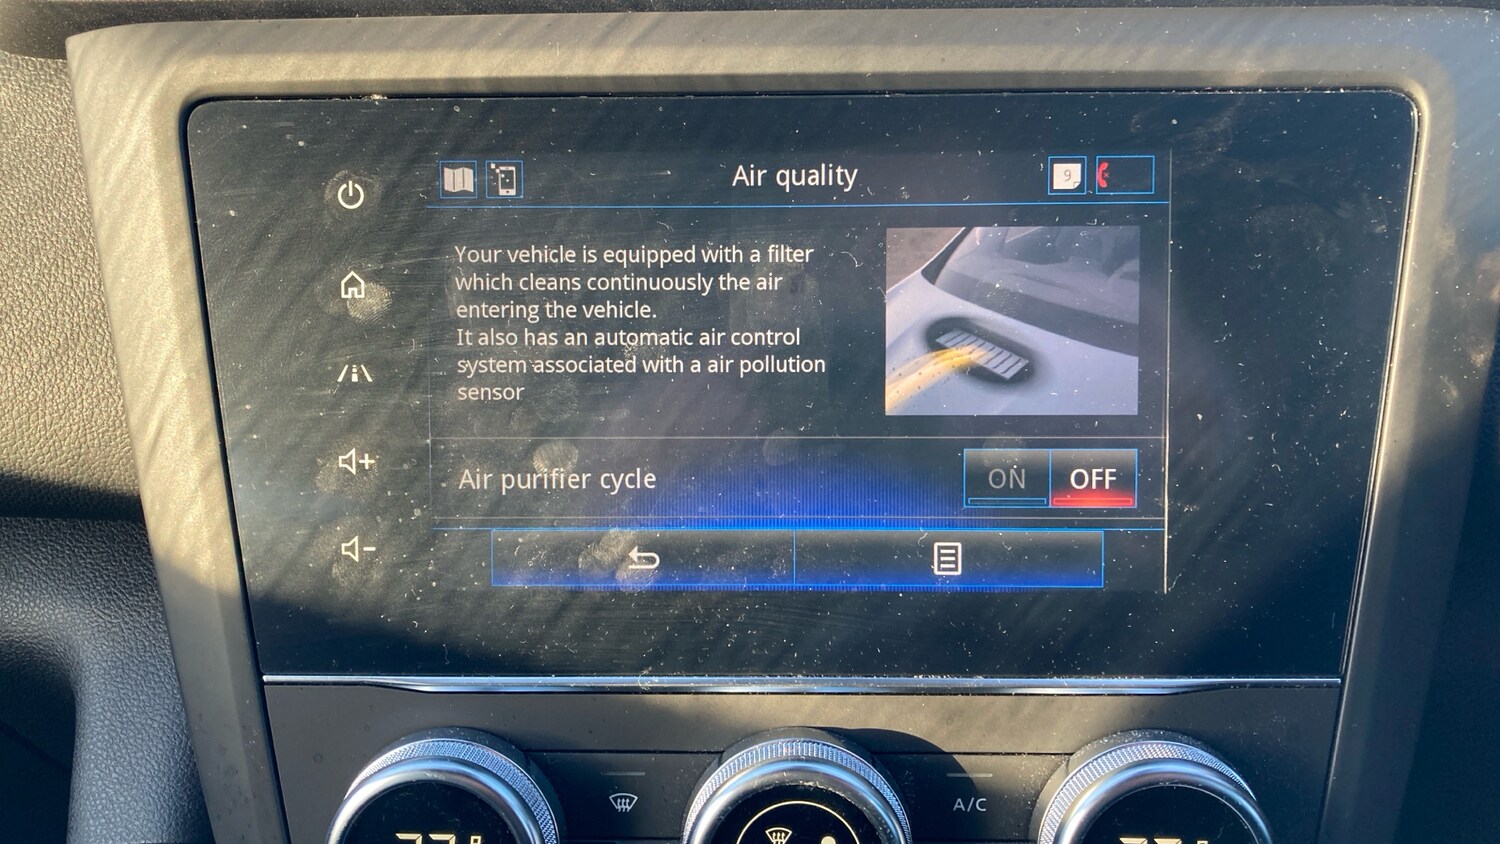 Air quality
9
Your vehicle is equipped with a filter
which cleans continuously the air
entering the vehicle.
It also has an automatic air control
system associated with a air pollution
sensor
Air purifier cycle
ON OFF
A/C